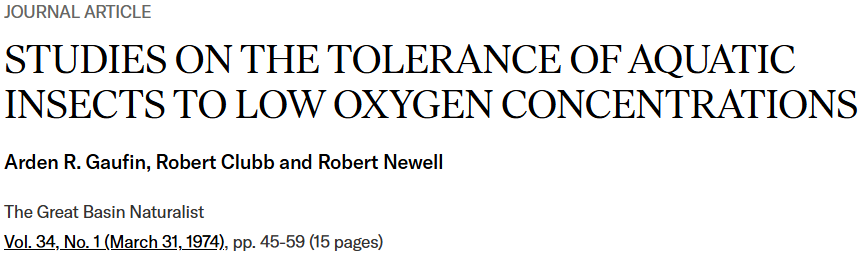 JOURNAL ARTICLE
STUDIES ON THE TOLERANCE OF AQUATIC
INSECTS TO LOW OXYGEN CONCENTRATIONS
Arden R. Gaufin, Robert Clubb and Robert Newell
The Great Basin Naturalist
Vol. 34, No. 1 (March 31, 1974), pp. 45-59 (15 pages)